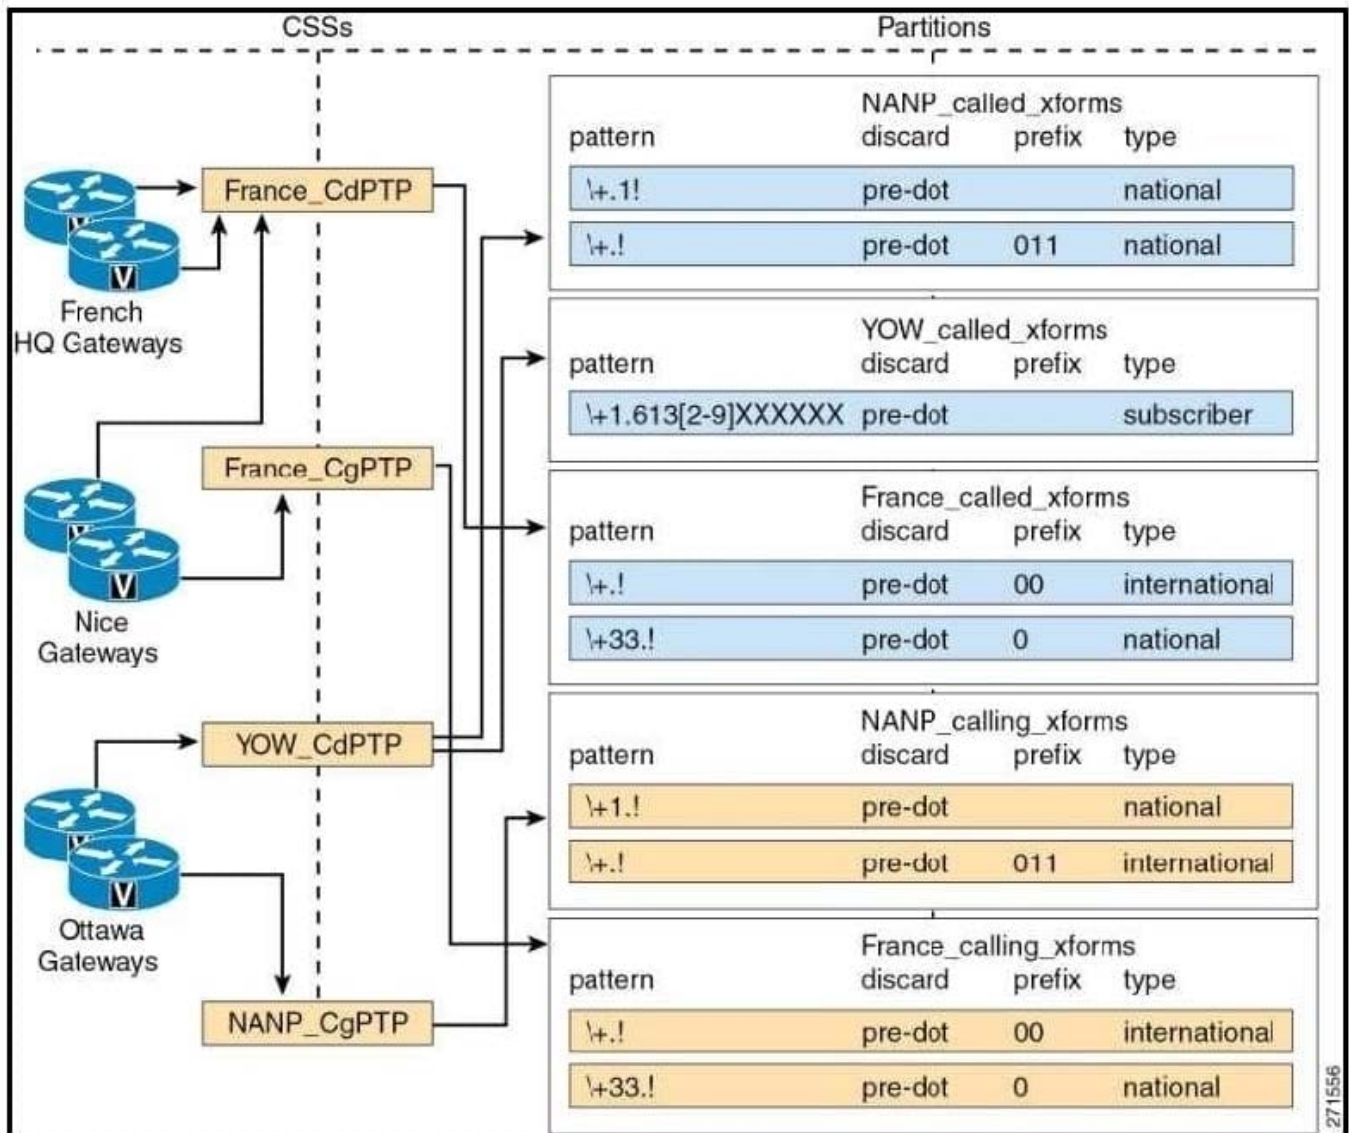 CSSs
Partitions
French
HQ Gateways
Nice
Gateways
Ottawa
Gateways
France_CdPTP
France_CgPTP
YOW_CdPTP
NANP_CgPTP
NANP_called_xforms
pattern discard prefix type
\+.1! pre-dot national
\+.! pre-dot 011 national
YOW_called_xforms
pattern discard prefix type
\+1.613[2-9]XXXXXX pre-dot subscriber
France_called_xforms
pattern discard prefix type
\+.! pre-dot 00 international
\+33.! pre-dot 0 national
NANP_calling_xforms
pattern discard prefix type
\+1.! pre-dot national
\+.! pre-dot 011 international
France_calling_xforms
pattern discard prefix type
\+.! pre-dot 00 international
\+33.! pre-dot 0 national
V
V
V
V
V
V
271556